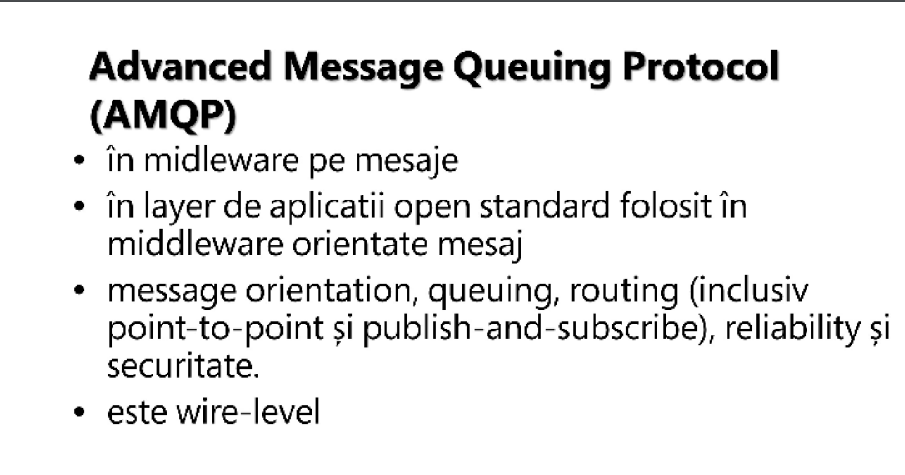 Advanced Message Queuing Protocol
(AMQP)
• în midleware pe mesaje
• în layer de aplicatii open standard folosit în
middleware orientate mesaj
• message orientation, queuing, routing (inclusiv
point-to-point și publish-and-subscribe), reliability și
securitate.
• este wire-level